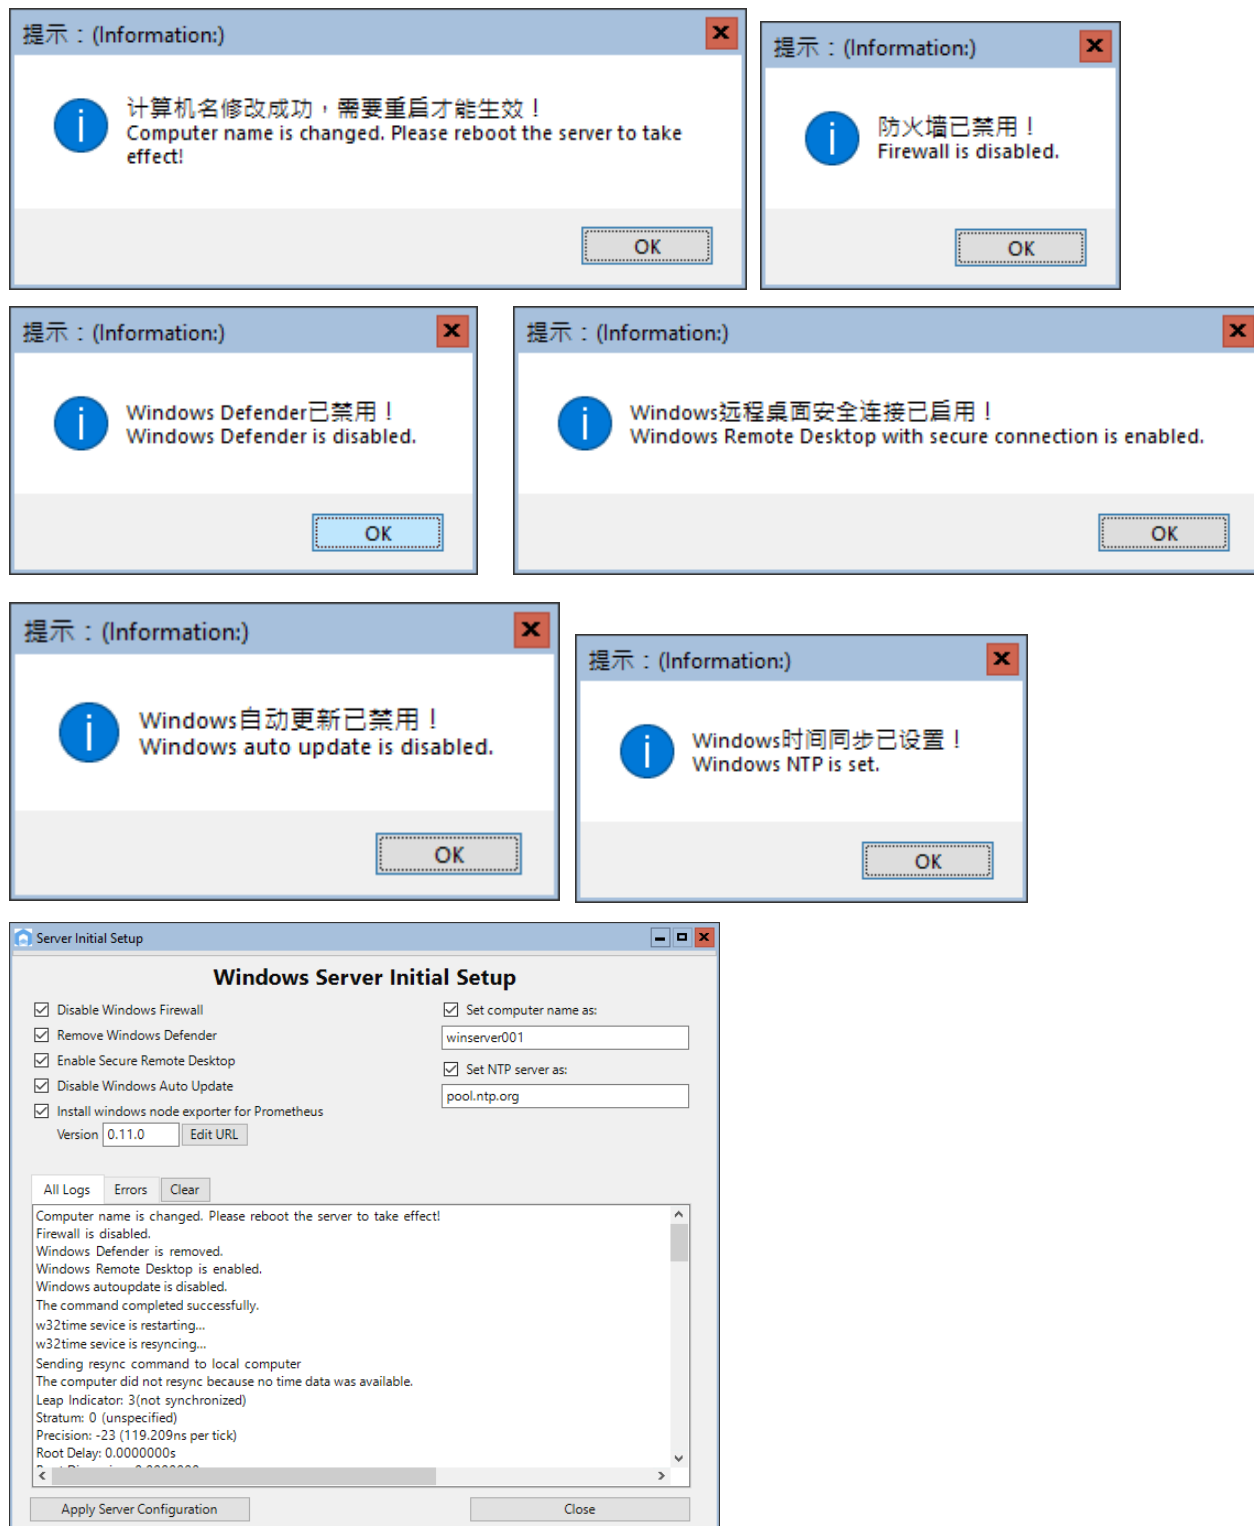 提示：(Information:)
计算机名修改成功，需要重启才能生效！
Computer name is changed. Please reboot the server to take
effect!
OK
提示：(Information:)
防火墙已禁用！
Firewall is disabled.
OK
提示：(Information:)
Windows Defender已禁用！
Windows Defender is disabled.
OK
提示：(Information:)
Windows远程桌面安全连接已启用！
Windows Remote Desktop with secure connection is enabled.
OK
提示：(Information:)
Windows自动更新已禁用！
Windows auto update is disabled.
OK
提示：(Information:)
Windows时间同步已设置！
Windows NTP is set.
OK
Server Initial Setup
Windows Server Initial Setup
Disable Windows Firewall
Remove Windows Defender
Enable Secure Remote Desktop
Disable Windows Auto Update
Install windows node exporter for Prometheus
Version 0.11.0 Edit URL
Set computer name as:
winserver001
Set NTP server as:
pool.ntp.org
All Logs Errors Clear
Computer name is changed. Please reboot the server to take effect!
Firewall is disabled.
Windows Defender is removed.
Windows Remote Desktop is enabled.
Windows autoupdate is disabled.
The command completed successfully.
w32time sevice is restarting...
w32time sevice is resyncing...
Sending resync command to local computer
The computer did not resync because no time data was available.
Leap Indicator: 3(not synchronized)
Stratum: 0 (unspecified)
Precision: -23 (119.209ns per tick)
Root Delay: 0.0000000s
Apply Server Configuration Close